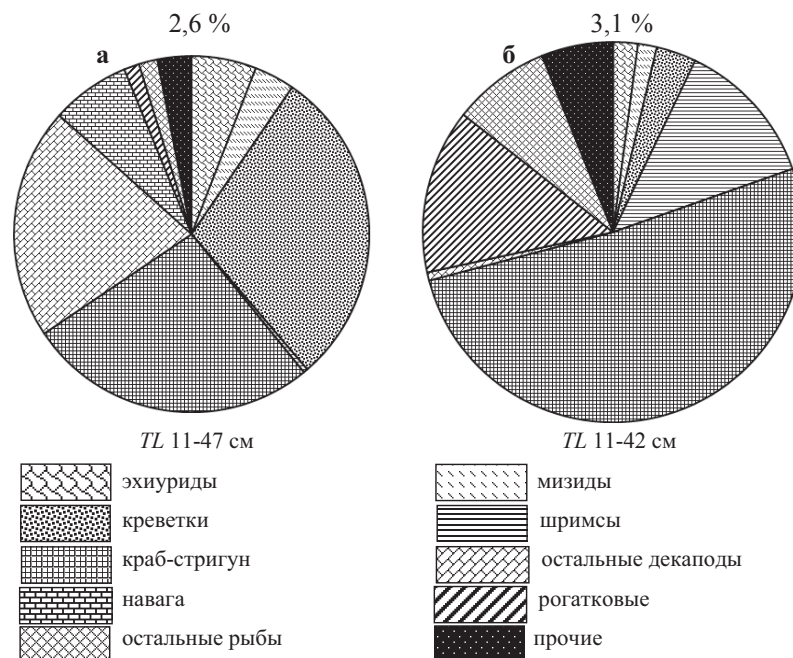 2,6 %
3,1 %
а
б
TL 11-47 см
TL 11-42 см
эхиуриды
мизиды
креветки
шримсы
краб-стригун
остальные декаподы
навага
рогатковые
остальные рыбы
прочие